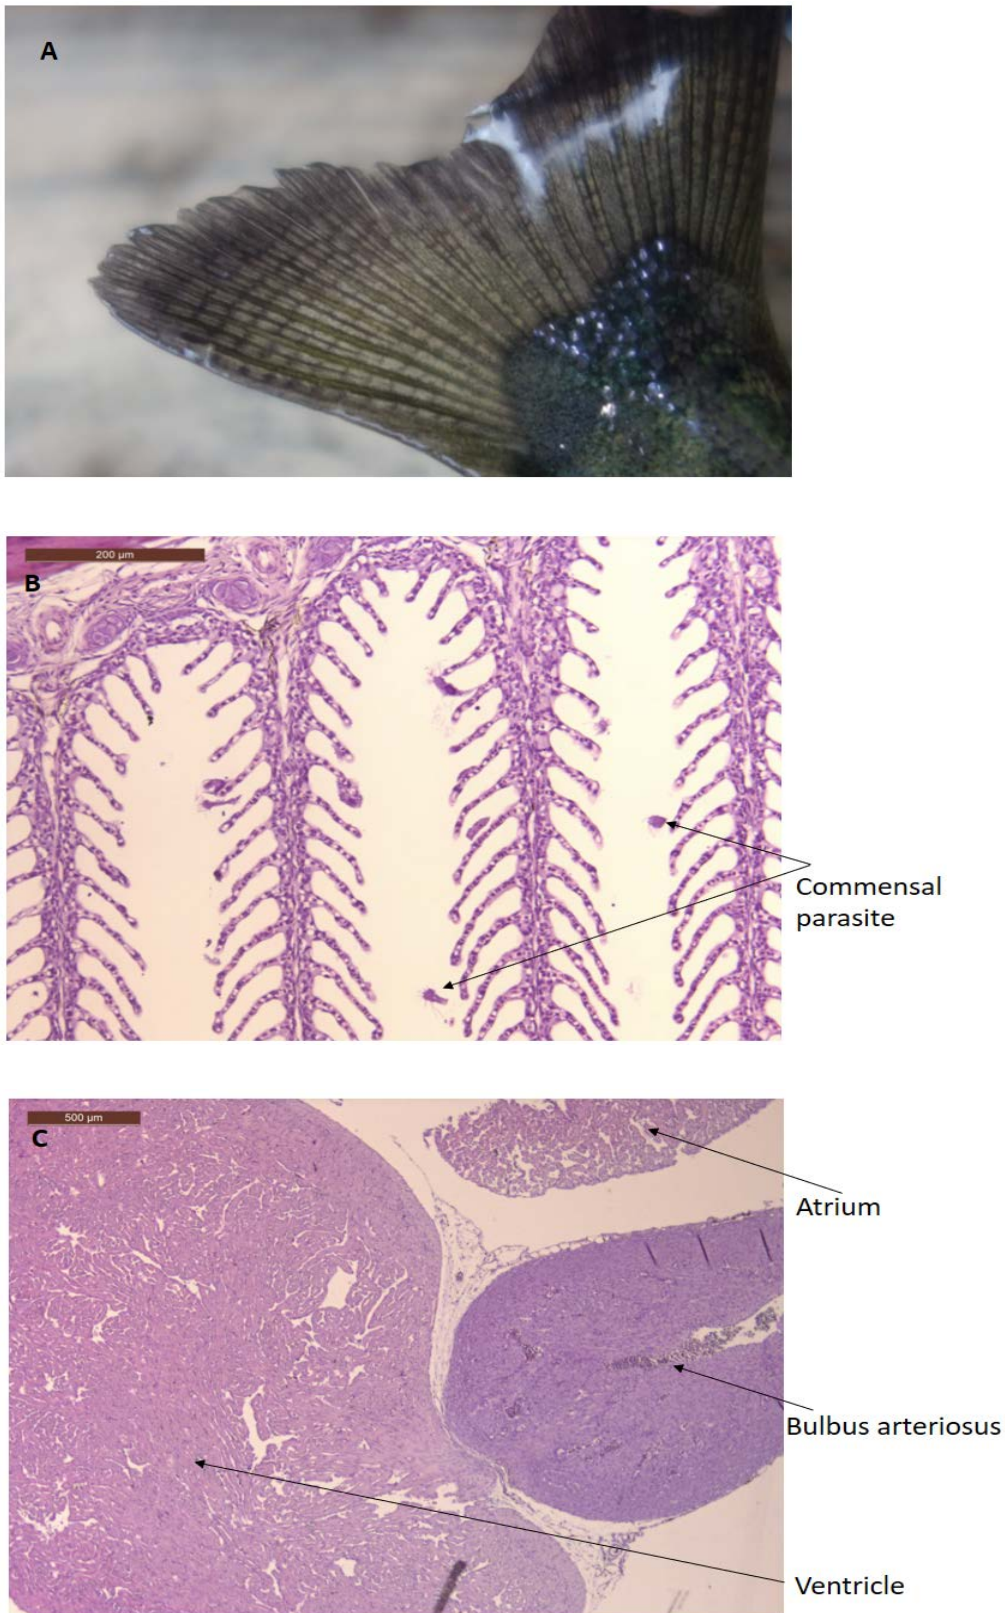 A
200 µm
B
Commensal
parasite
500 µm
C
Atrium
Bulbus arteriosus
Ventricle